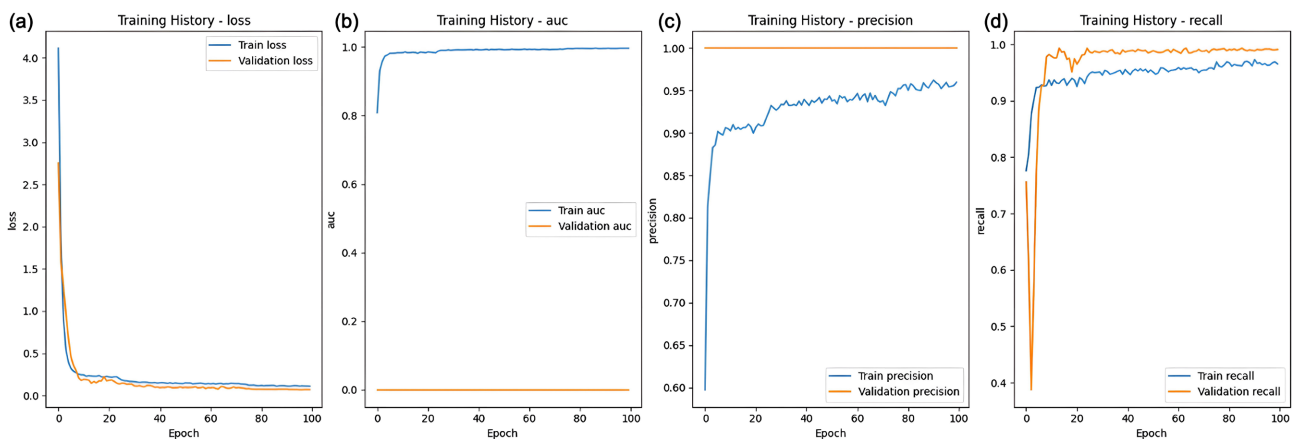 (a)
Training History - loss
4.0
3.5
3.0
2.5
2.0
1.5
1.0
0.5
0.0
loss
Train loss
Validation loss
0 20 40 60 80 100
Epoch
(b)
Training History - auc
1.0
0.8
0.6
0.4
0.2
0.0
auc
Train auc
Validation auc
0 20 40 60 80 100
Epoch
(c)
Training History - precision
1.00
0.95
0.90
0.85
0.80
0.75
0.70
0.65
0.60
precision
Train precision
Validation precision
0 20 40 60 80 100
Epoch
(d)
Training History - recall
1.0
0.9
0.8
0.7
0.6
0.5
0.4
recall
Train recall
Validation recall
0 20 40 60 80 100
Epoch